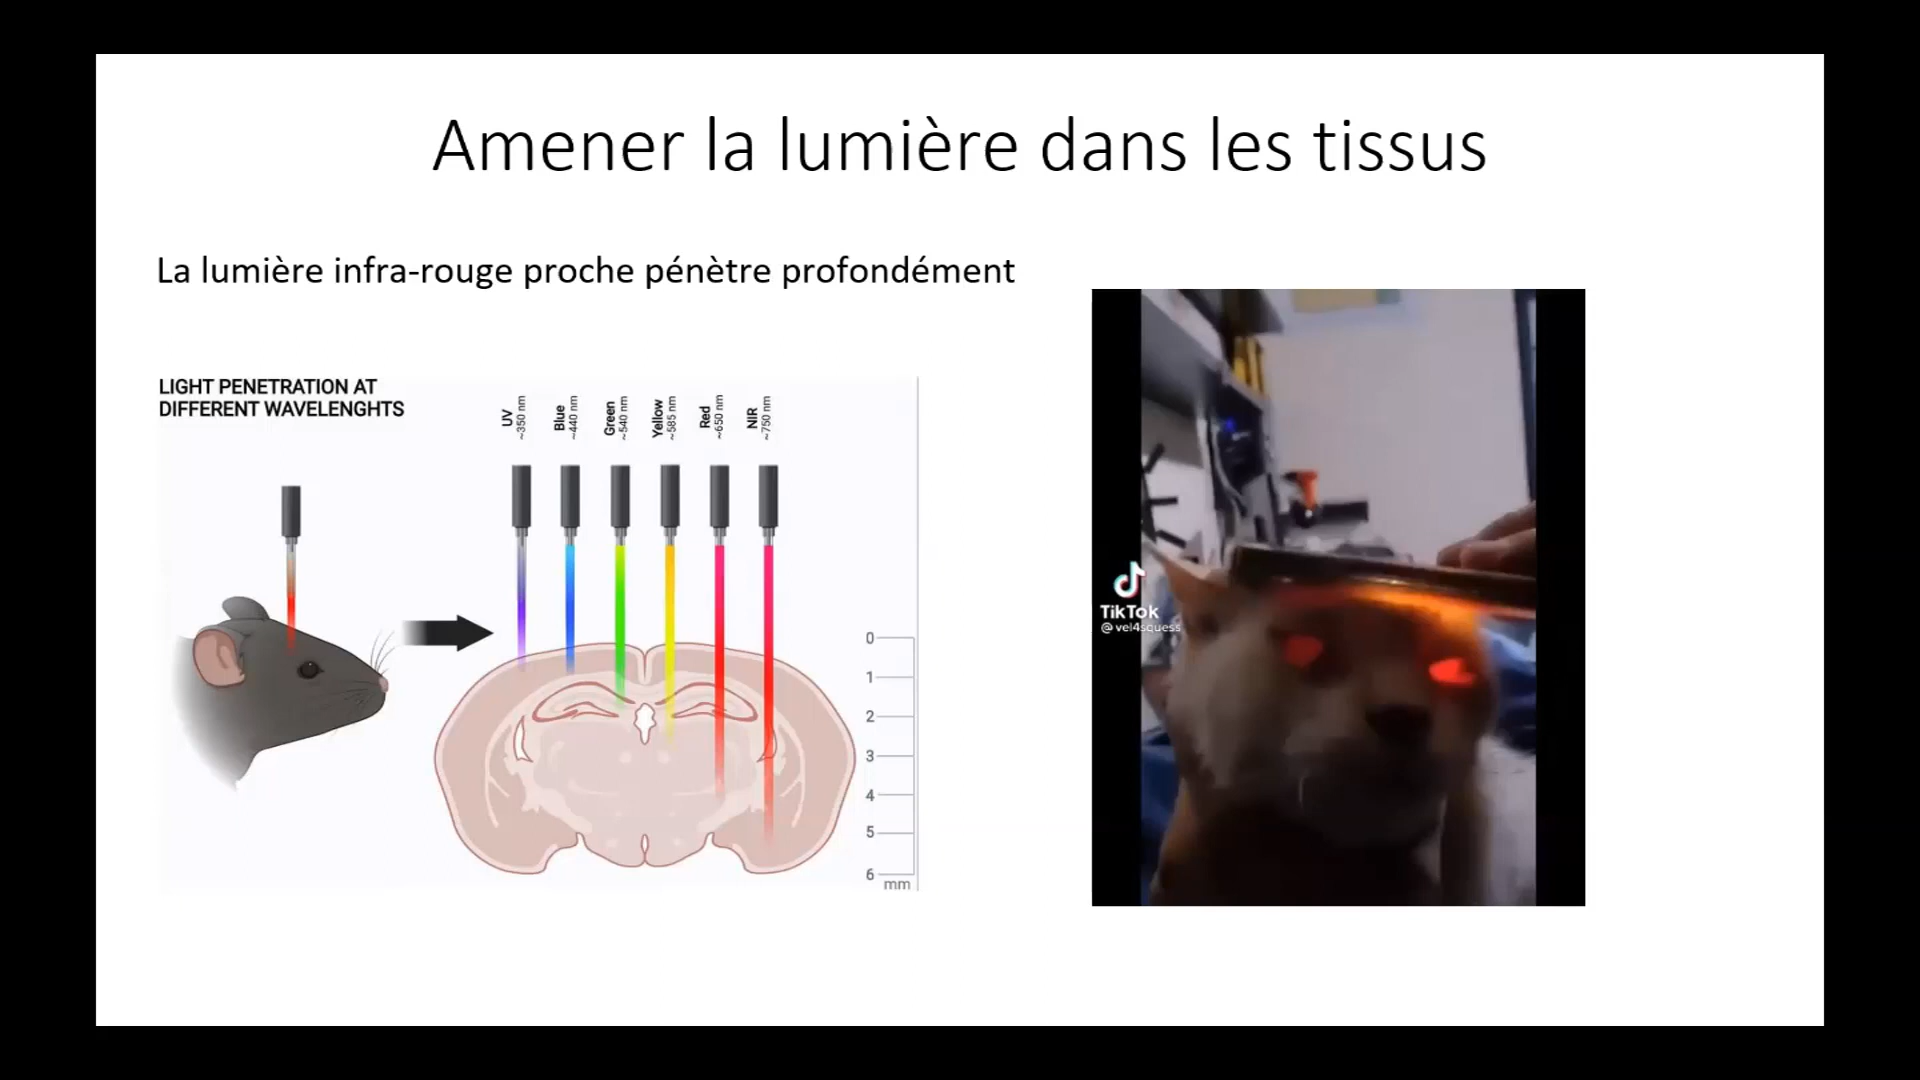 Amener la lumière dans les tissus
La lumière infra-rouge proche pénètre profondément
LIGHT PENETRATION AT
DIFFERENT WAVELENGHTS
UV
~350 nm
Blue
~440 nm
Green
~540 nm
Yellow
~585 nm
Red
~650 nm
NIR
~750 nm
0
1
2
3
4
5
6
mm
TikTok
@vel4squess